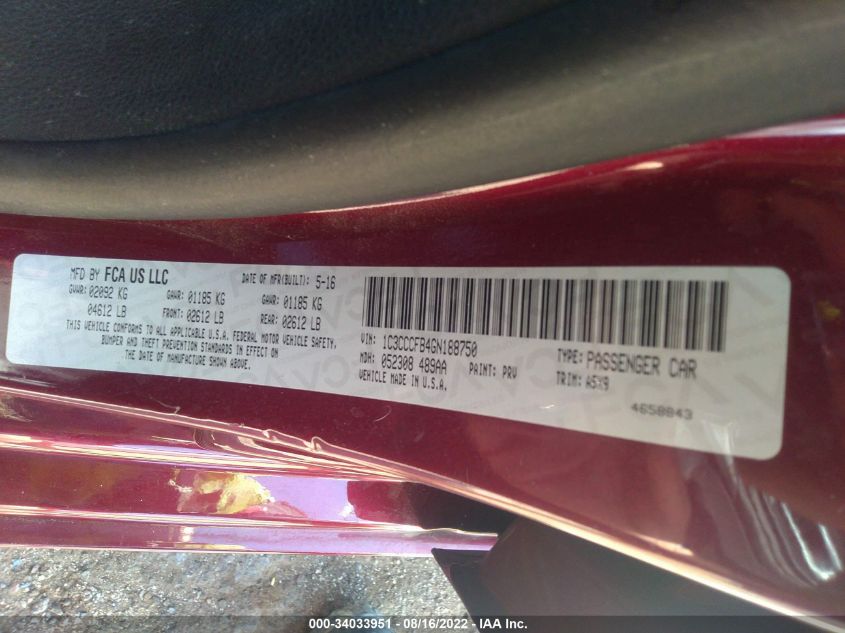 MFD BY FCA US LLC
DATE OF MFR(BUILT): 5-16
GVWR: 02092 KG
04612 LB
GAWR: 01185 KG
FRONT: 02612 LB
GAWR: 01185 KG
REAR: 02612 LB
THIS VEHICLE CONFORMS TO ALL APPLICABLE U.S.A. FEDERAL MOTOR VEHICLE SAFETY,
BUMPER AND THEFT PREVENTION STANDARDS IN EFFECT ON
THE DATE OF MANUFACTURE SHOWN ABOVE.
VIN: 1C3CCCFB4GN188750
MDH: 052308 489AA
PAINT: PRV
VEHICLE MADE IN U.S.A.
TYPE: PASSENGER CAR
TRIM: A5X9
4658843
000-34033951 - 08/16/2022 - IAA Inc.